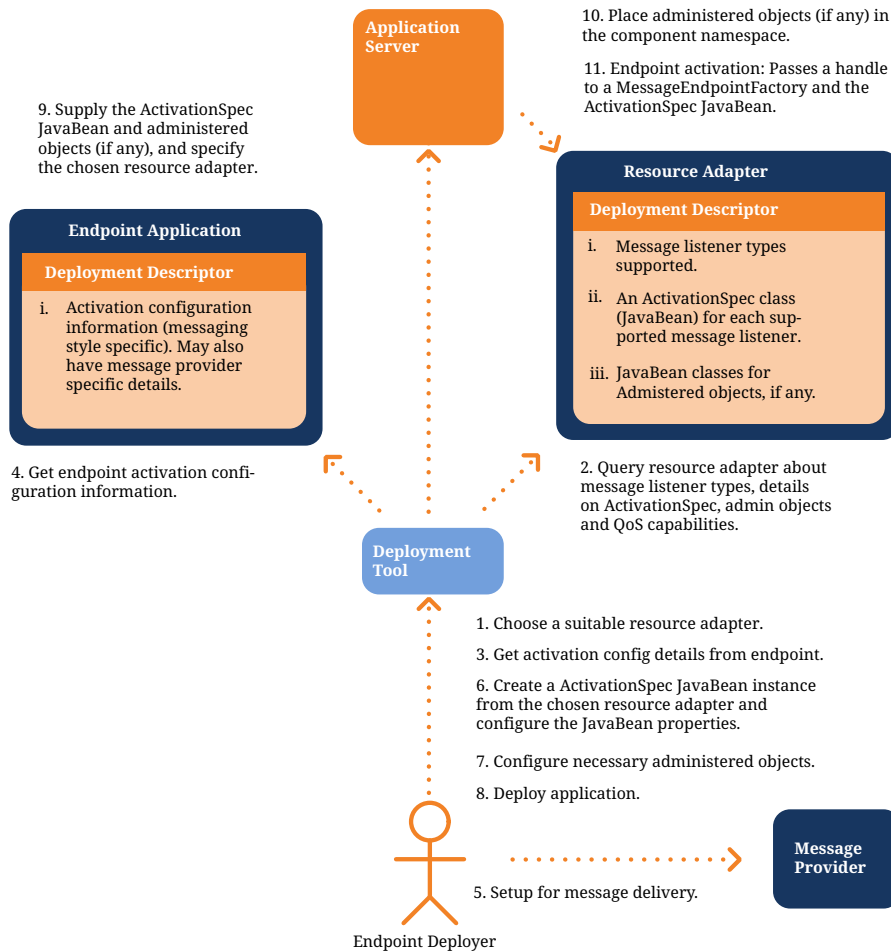 Application
Server
10. Place administered objects (if any) in
the component namespace.
11. Endpoint activation: Passes a handle
to a MessageEndpointFactory and the
ActivationSpec JavaBean.
9. Supply the ActivationSpec
JavaBean and administered
objects (if any), and specify
the chosen resource adapter.
Endpoint Application
Deployment Descriptor
i. Activation configuration
information (messaging
style specific). May also
have message provider
specific details.
Resource Adapter
Deployment Descriptor
i. Message listener types
supported.
ii. An ActivationSpec class
(JavaBean) for each sup-
ported message listener.
iii. JavaBean classes for
Admistered objects, if any.
4. Get endpoint activation confi-
guration information.
2. Query resource adapter about
message listener types, details
on ActivationSpec, admin objects
and QoS capabilities.
Deployment
Tool
1. Choose a suitable resource adapter.
3. Get activation config details from endpoint.
6. Create a ActivationSpec JavaBean instance
from the chosen resource adapter and
configure the JavaBean properties.
7. Configure necessary administered objects.
8. Deploy application.
Message
Provider
5. Setup for message delivery.
Endpoint Deployer